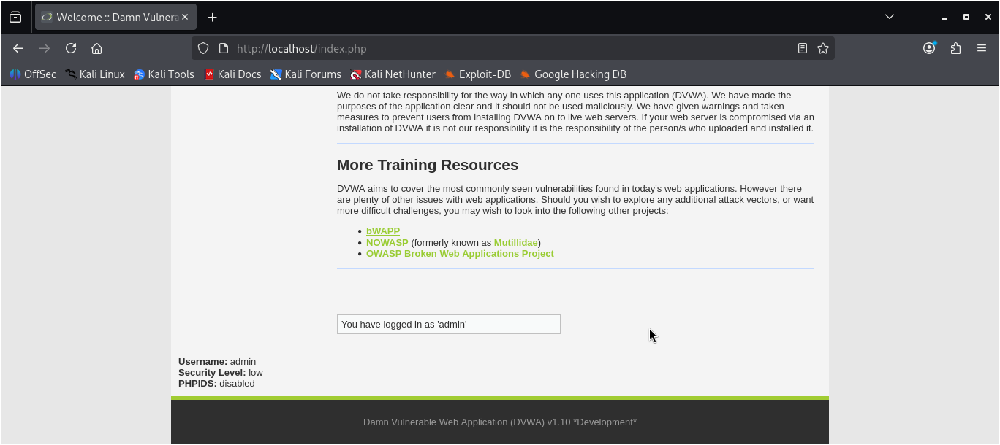 Welcome :: Damn Vulnera
http://localhost/index.php
OffSec Kali Linux Kali Tools Kali Docs Kali Forums Kali NetHunter Exploit-DB Google Hacking DB
We do not take responsibility for the way in which any one uses this application (DVWA). We have made the
purposes of the application clear and it should not be used maliciously. We have given warnings and taken
measures to prevent users from installing DVWA on to live web servers. If your web server is compromised via an
installation of DVWA it is not our responsibility it is the responsibility of the person/s who uploaded and installed it.
More Training Resources
DVWA aims to cover the most commonly seen vulnerabilities found in today's web applications. However there
are plenty of other issues with web applications. Should you wish to explore any additional attack vectors, or want
more difficult challenges, you may wish to look into the following other projects:
• bWAPP
• NOWASP (formerly known as Mutillidae)
• OWASP Broken Web Applications Project
You have logged in as 'admin'
Username: admin
Security Level: low
PHPIDS: disabled
Damn Vulnerable Web Application (DVWA) v1.10 *Development*